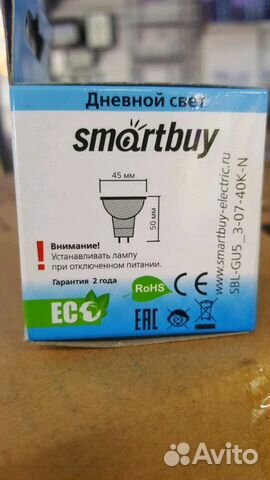 Дневной свет
smartbuy
45 мм
50 мм
Внимание!
Устанавливать лампу
при отключенном питании.
Гарантия 2 года
RoHS
CE
ECO
EAC
www.smartbuy-electric.ru
SBL-GU5_3-07-40K-N
Avito